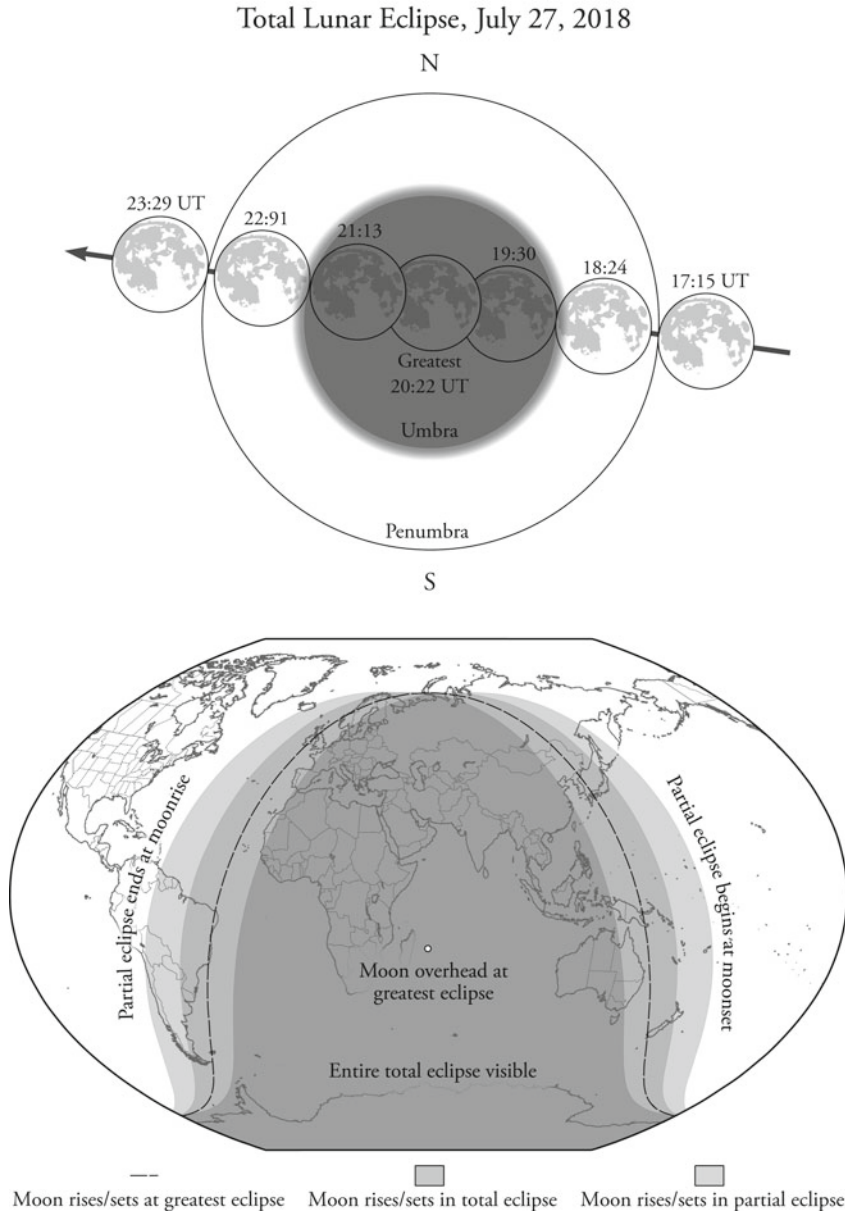 Total Lunar Eclipse, July 27, 2018
N
23:29 UT
22:91
21:13
19:30
18:24
17:15 UT
Greatest
20:22 UT
Umbra
Penumbra
S
Partial eclipse ends at moonrise
Partial eclipse begins at moonset
Moon overhead at
greatest eclipse
Entire total eclipse visible
Moon rises/sets at greatest eclipse
Moon rises/sets in total eclipse
Moon rises/sets in partial eclipse